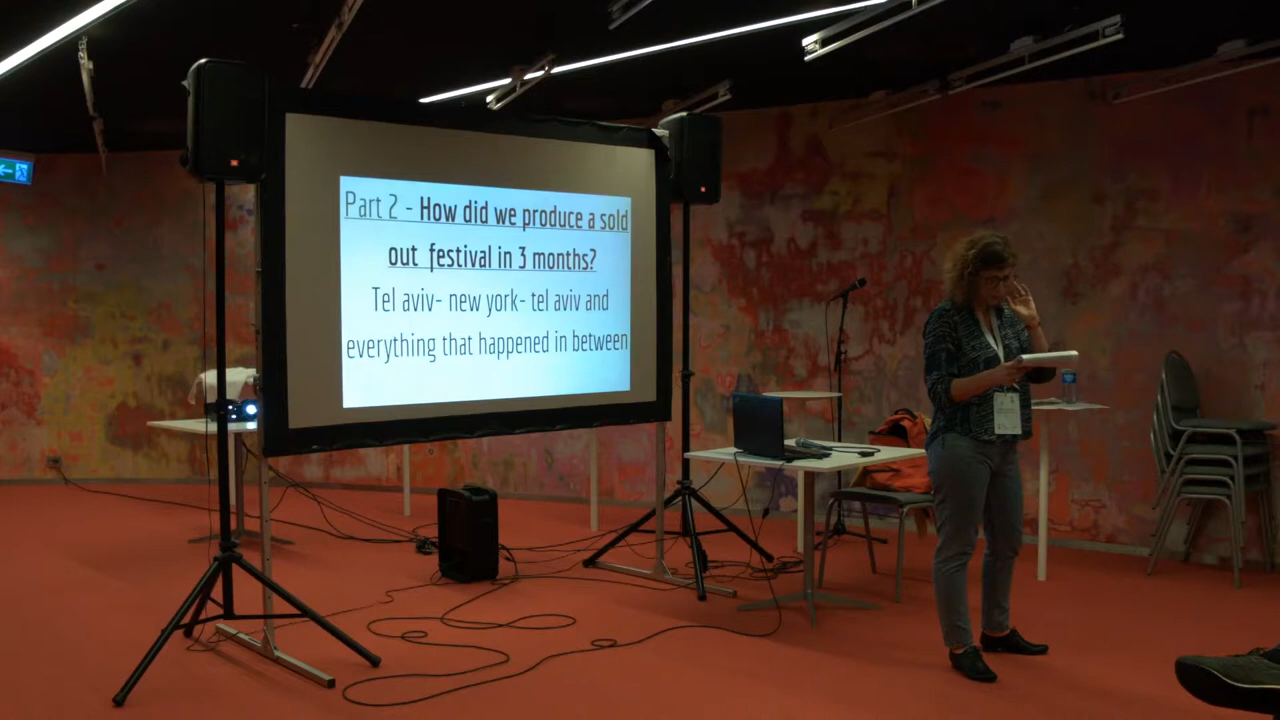 Part 2 - How did we produce a sold
out festival in 3 months?
Tel aviv- new york- tel aviv and
everything that happened in between